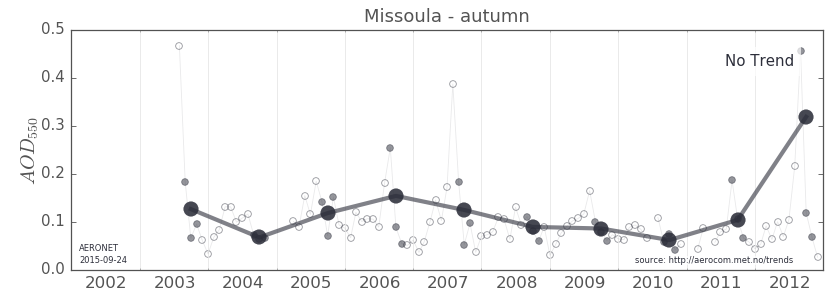 Missoula - autumn
0.5
0.4
0.3
0.2
0.1
0.0
AOD550
No Trend
AERONET
2015-09-24
source: http://aerocom.met.no/trends
2002 2003 2004 2005 2006 2007 2008 2009 2010 2011 2012